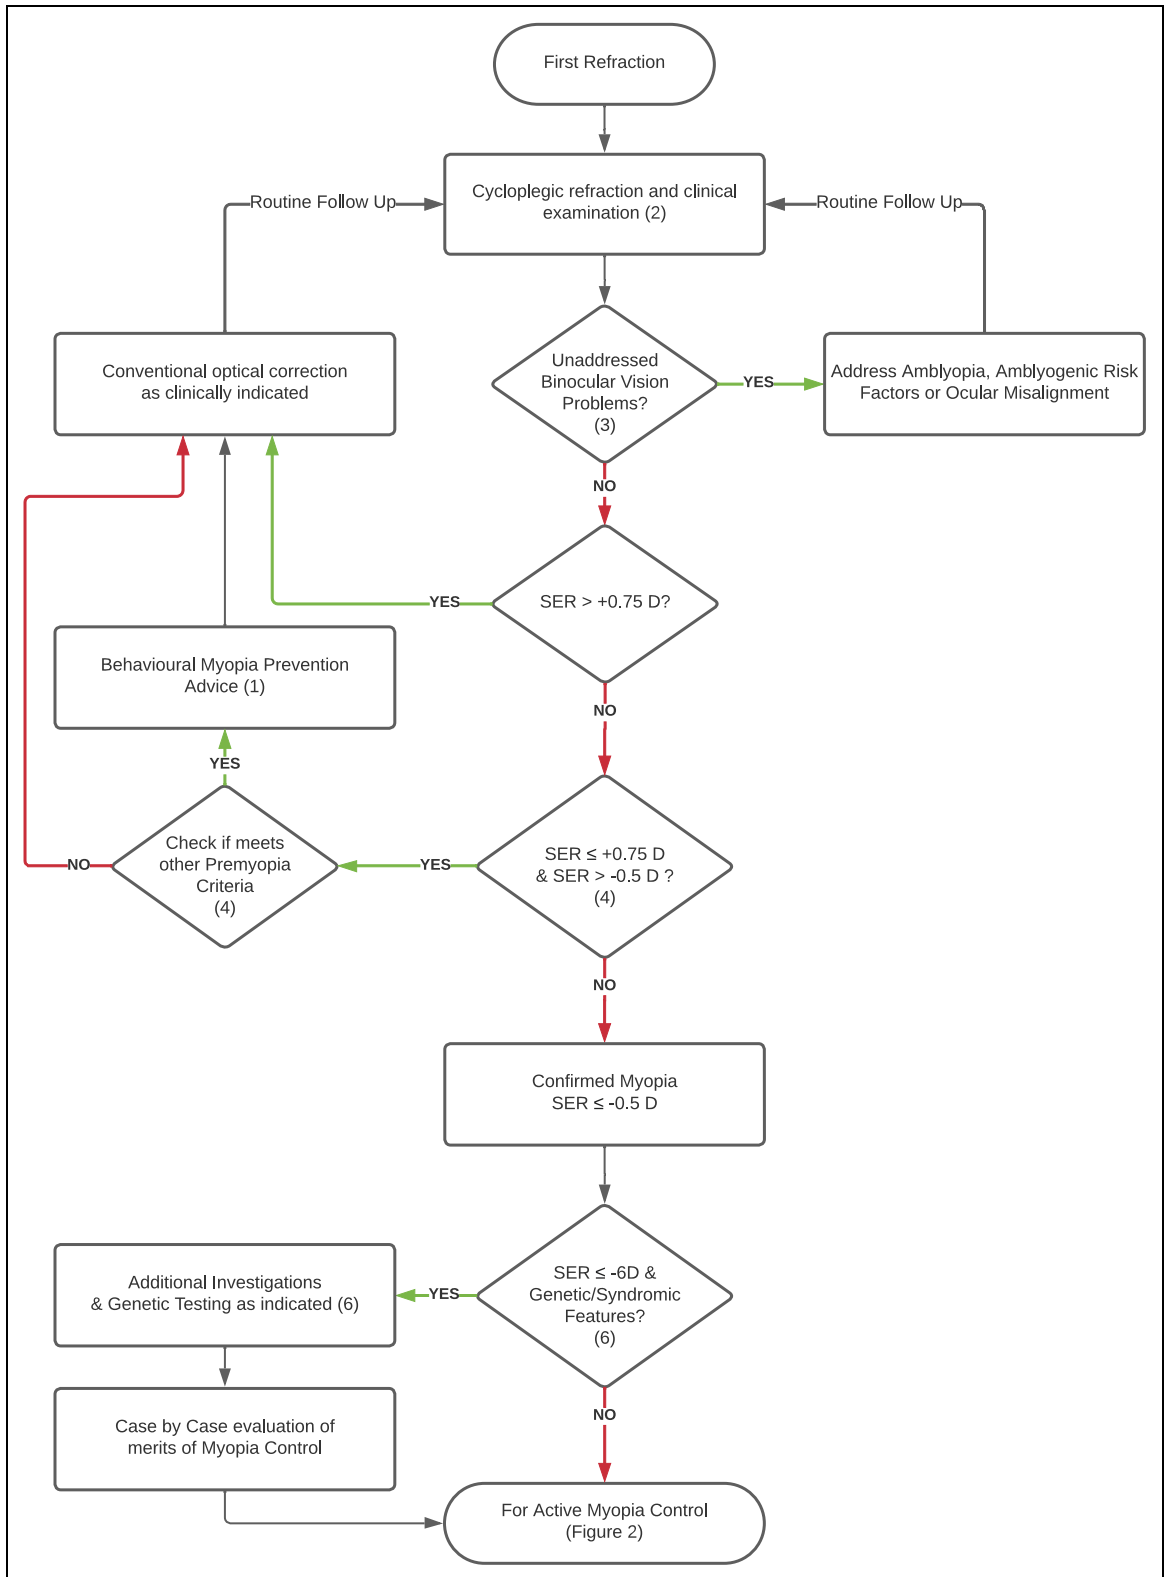 First Refraction
Cycloplegic refraction and clinical
examination (2)
Routine Follow Up
Routine Follow Up
Conventional optical correction
as clinically indicated
Unaddressed
Binocular Vision
Problems?
(3)
YES
Address Amblyopia, Amblyogenic Risk
Factors or Ocular Misalignment
NO
YES
SER > +0.75 D?
Behavioural Myopia Prevention
Advice (1)
NO
YES
Check if meets
other Premyopia
Criteria
(4)
NO
YES
SER ≤ +0.75 D
& SER > -0.5 D ?
(4)
NO
Confirmed Myopia
SER ≤ -0.5 D
Additional Investigations
& Genetic Testing as indicated (6)
YES
SER ≤ -6D &
Genetic/Syndromic
Features?
(6)
NO
Case by Case evaluation of
merits of Myopia Control
For Active Myopia Control
(Figure 2)